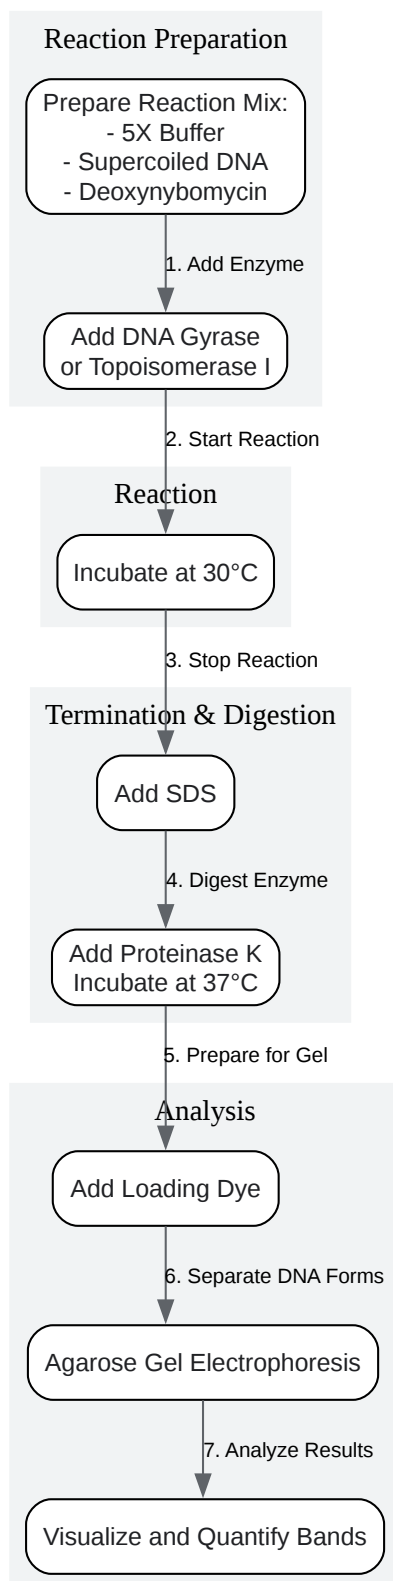 Reaction Preparation
Prepare Reaction Mix:
- 5X Buffer
- Supercoiled DNA
- Deoxynybomycin
1. Add Enzyme
Add DNA Gyrase
or Topoisomerase I
2. Start Reaction
Reaction
Incubate at 30°C
3. Stop Reaction
Termination & Digestion
Add SDS
4. Digest Enzyme
Add Proteinase K
Incubate at 37°C
5. Prepare for Gel
Analysis
Add Loading Dye
6. Separate DNA Forms
Agarose Gel Electrophoresis
7. Analyze Results
Visualize and Quantify Bands